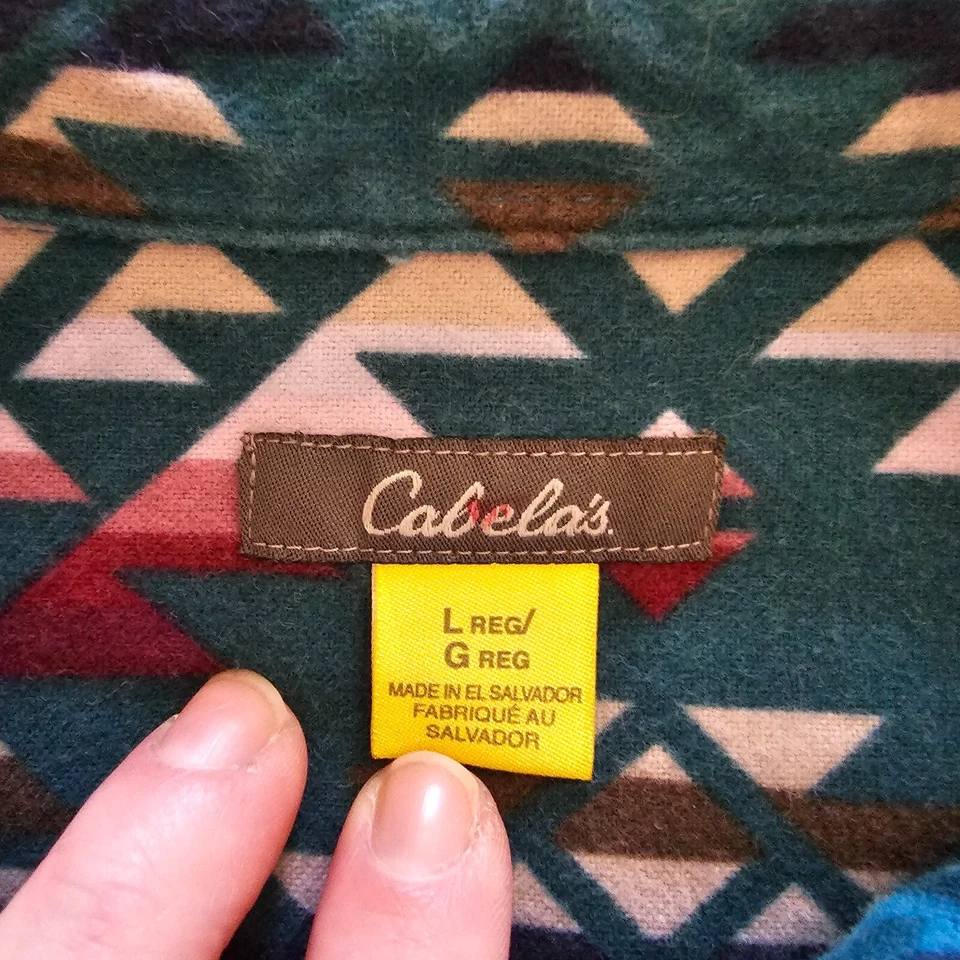 Cabela's.
L REG/
G REG
MADE IN EL SALVADOR
FABRIQUÉ AU
SALVADOR